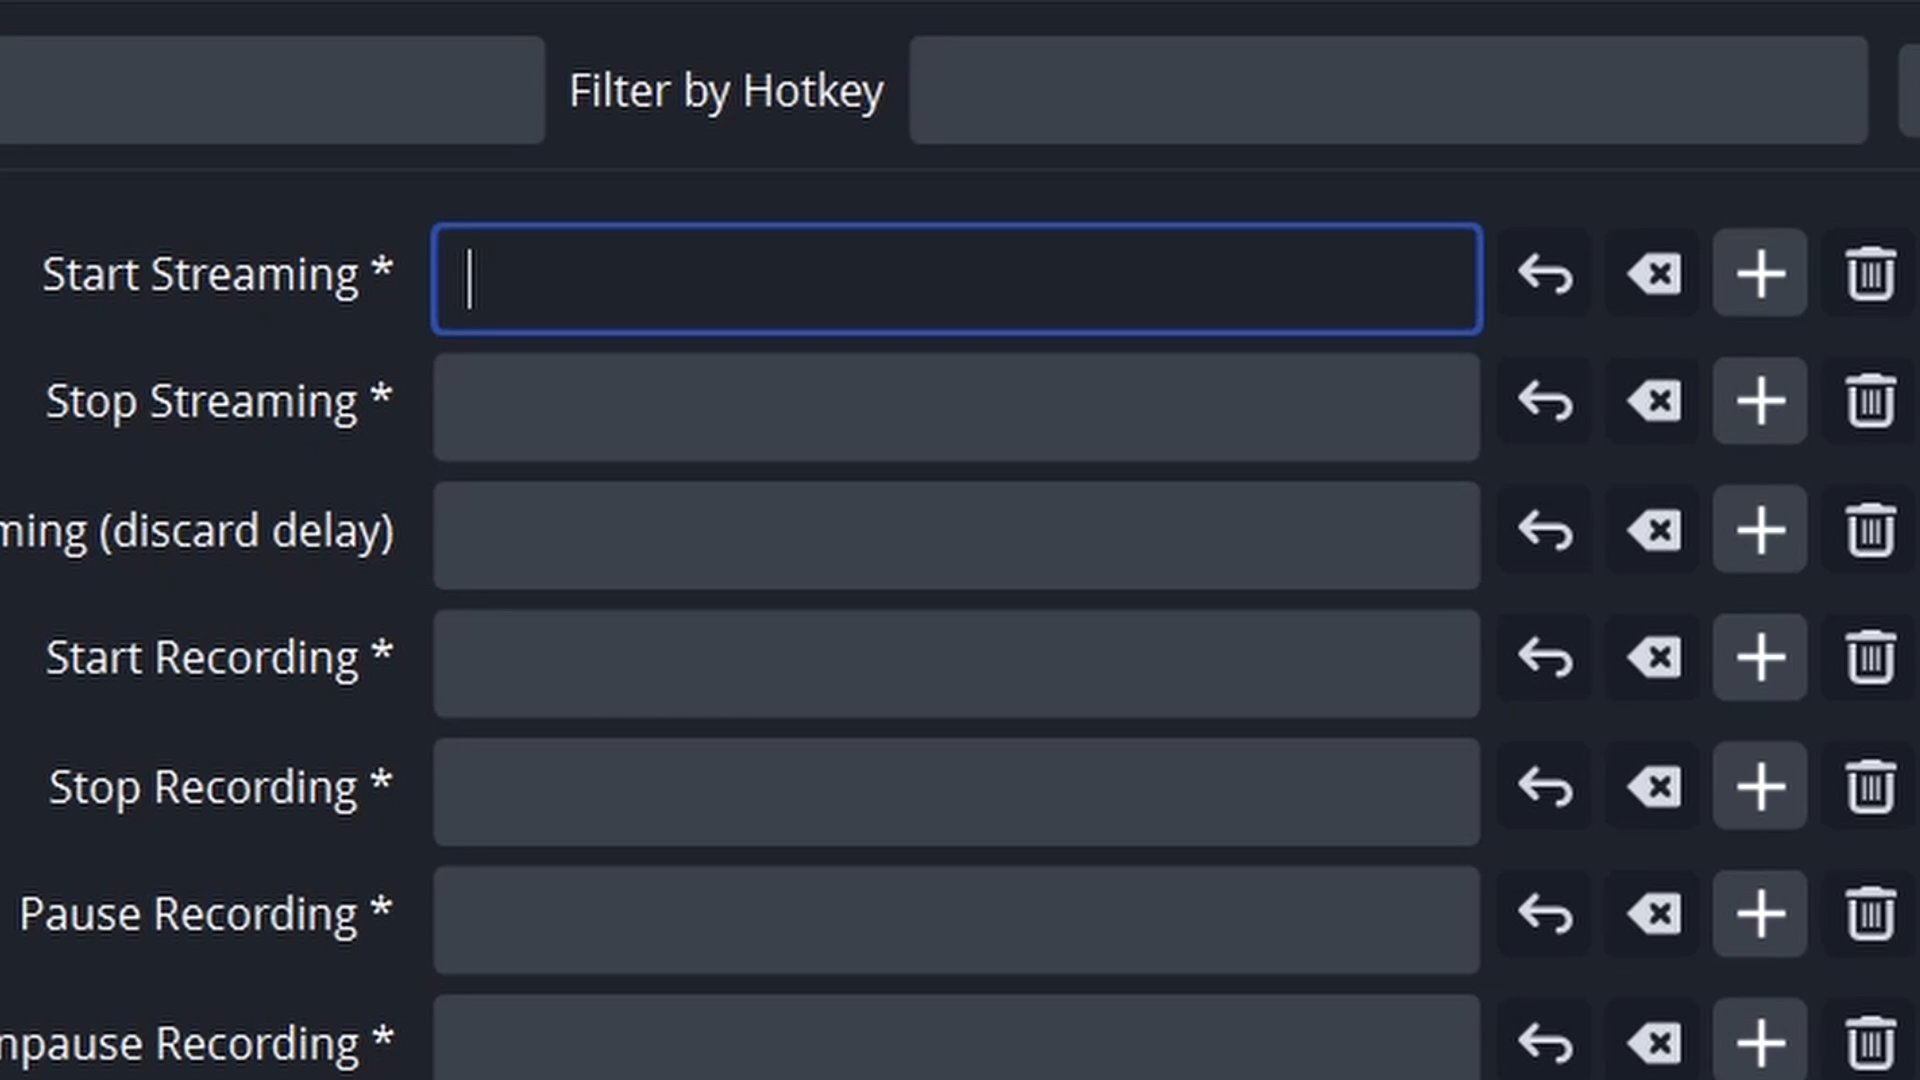 Filter by Hotkey
Start Streaming *
Stop Streaming *
ming (discard delay)
Start Recording *
Stop Recording *
Pause Recording *
npause Recording *